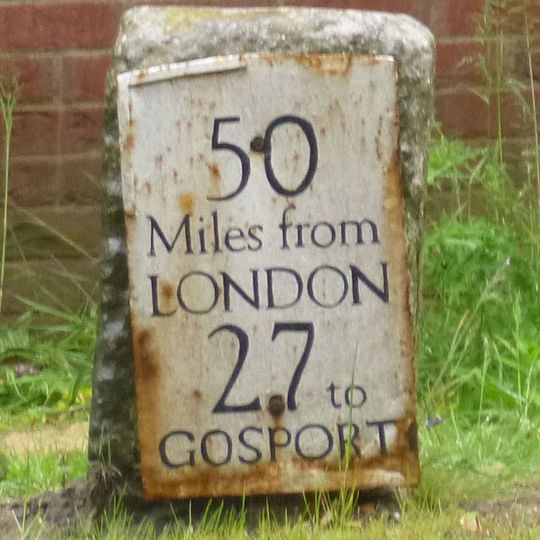 50
Miles from
LONDON
27 to
GOSPORT